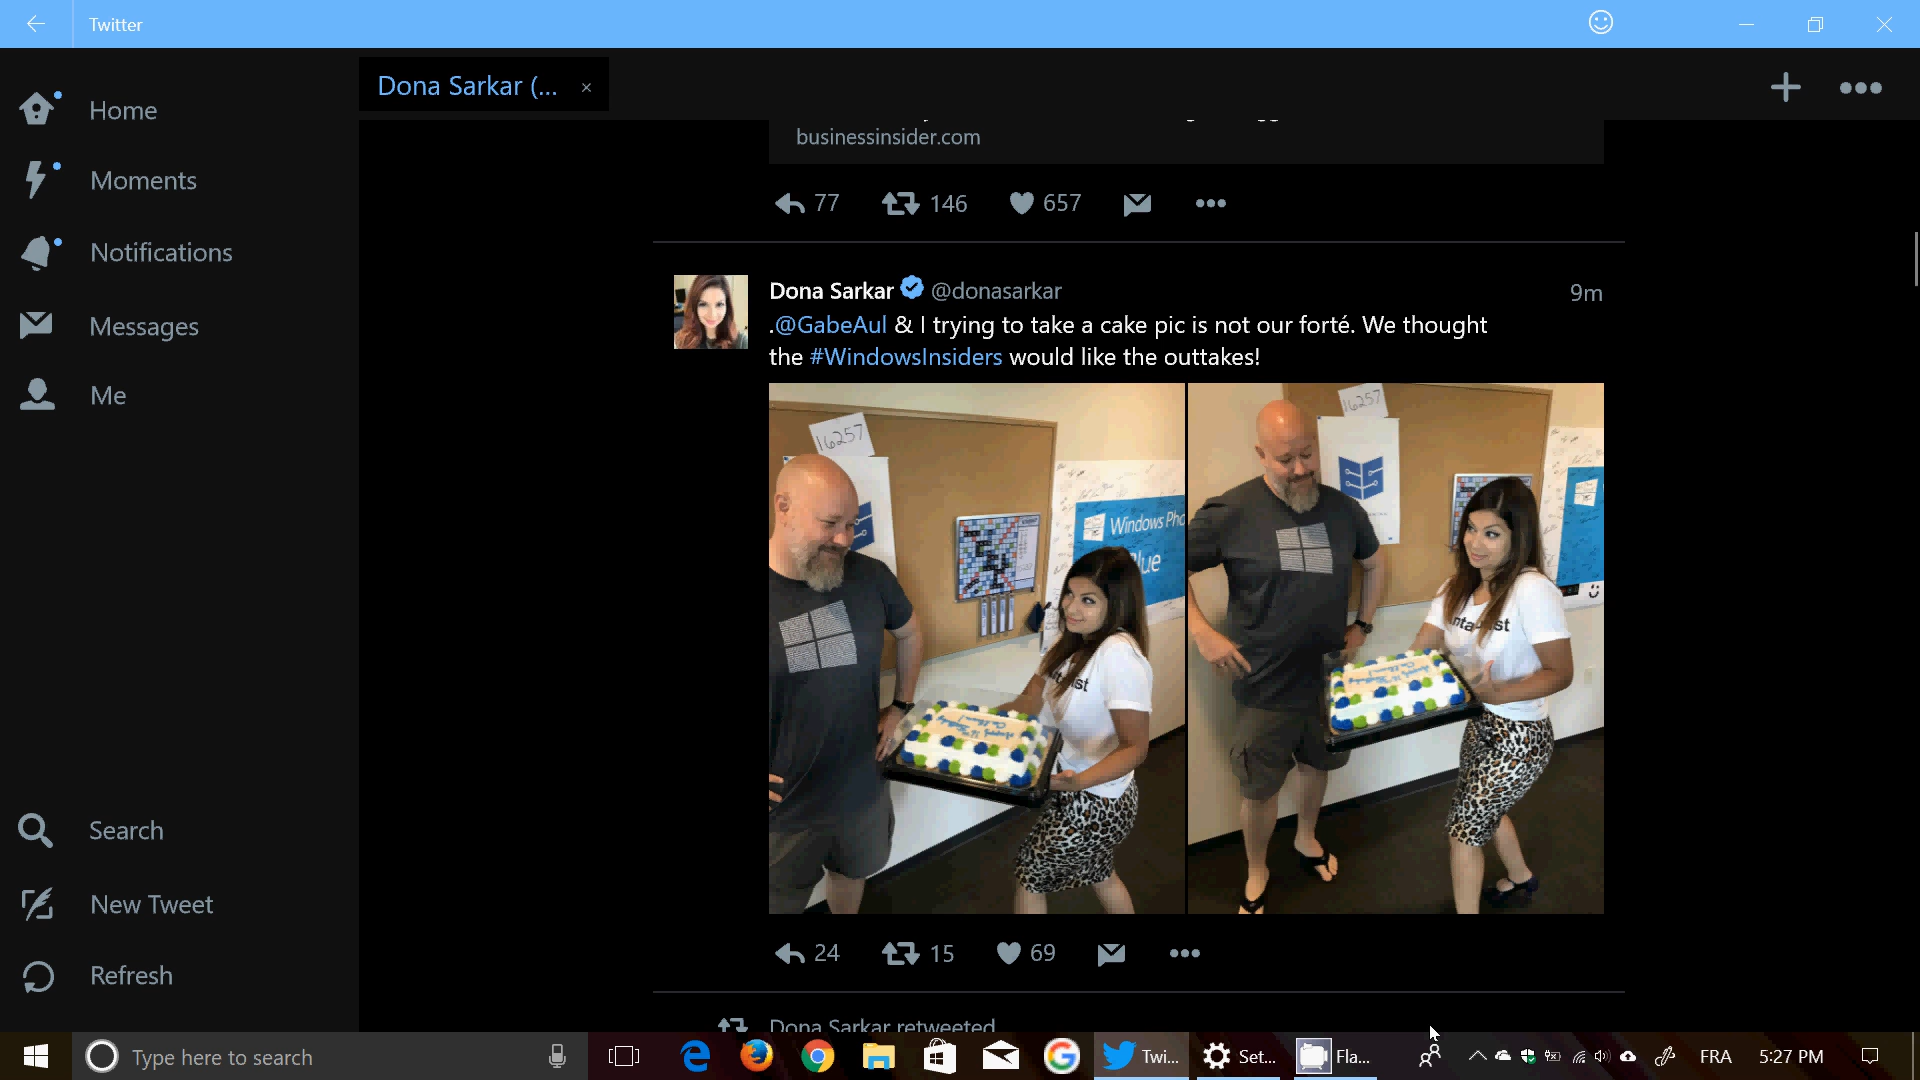 Twitter
Dona Sarkar (...
Home
Moments
Notifications
Messages
Me
Search
New Tweet
Refresh
businessinsider.com
77 146 657
Dona Sarkar @donasarkar 9m
.@GabeAul & I trying to take a cake pic is not our forté. We thought
the #WindowsInsiders would like the outtakes!
16257
Windows Pho
Blue
16257
24 15 69
Dona Sarkar retweeted
Type here to search
Twi...
Set...
Fla...
FRA
5:27 PM